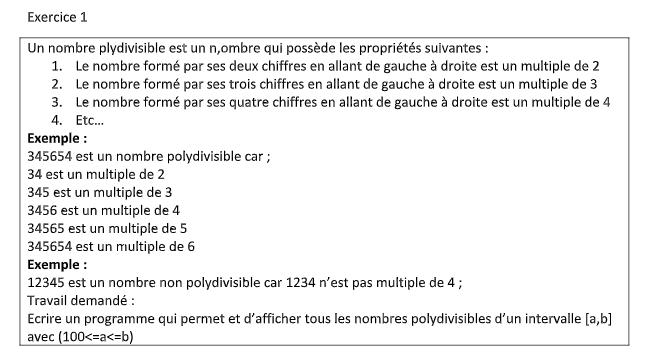 Exercice 1
Un nombre plydivisible est un n,ombre qui possède les propriétés suivantes :
1. Le nombre formé par ses deux chiffres en allant de gauche à droite est un multiple de 2
2. Le nombre formé par ses trois chiffres en allant de gauche à droite est un multiple de 3
3. Le nombre formé par ses quatre chiffres en allant de gauche à droite est un multiple de 4
4. Etc...
Exemple :
345654 est un nombre polydivisible car ;
34 est un multiple de 2
345 est un multiple de 3
3456 est un multiple de 4
34565 est un multiple de 5
345654 est un multiple de 6
Exemple :
12345 est un nombre non polydivisible car 1234 n'est pas multiple de 4 ;
Travail demandé :
Ecrire un programme qui permet et d'afficher tous les nombres polydivisibles d'un intervalle [a,b]
avec (100<=a<=b)